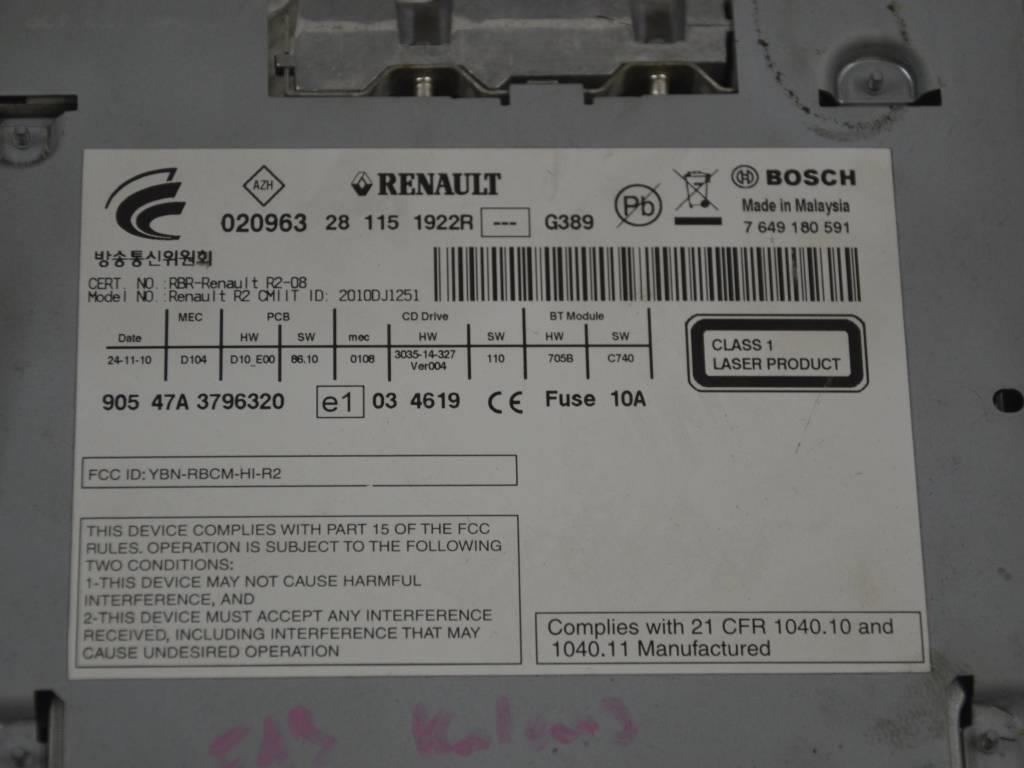 AZH RENAULT BOSCH
Pb
Made in Malaysia
020963 28 115 1922R --- G389 7 649 180 591
방송통신위원회
CERT. NO.:RBR-Renault R2-08
Model NO.:Renault R2 CMIIT ID: 2010DJ1251
MEC PCB CD Drive BT Module
Date HW SW mec HW SW HW SW
24-11-10 D104 D10_E00 86.10 0108 3035-14-327 110 705B C740
Ver004
CLASS 1
LASER PRODUCT
905 47A 3796320 e1 03 4619 CE Fuse 10A
FCC ID: YBN-RBCM-HI-R2
THIS DEVICE COMPLIES WITH PART 15 OF THE FCC
RULES. OPERATION IS SUBJECT TO THE FOLLOWING
TWO CONDITIONS:
1-THIS DEVICE MAY NOT CAUSE HARMFUL
INTERFERENCE, AND
2-THIS DEVICE MUST ACCEPT ANY INTERFERENCE
RECEIVED, INCLUDING INTERFERENCE THAT MAY
CAUSE UNDESIRED OPERATION
Complies with 21 CFR 1040.10 and
1040.11 Manufactured